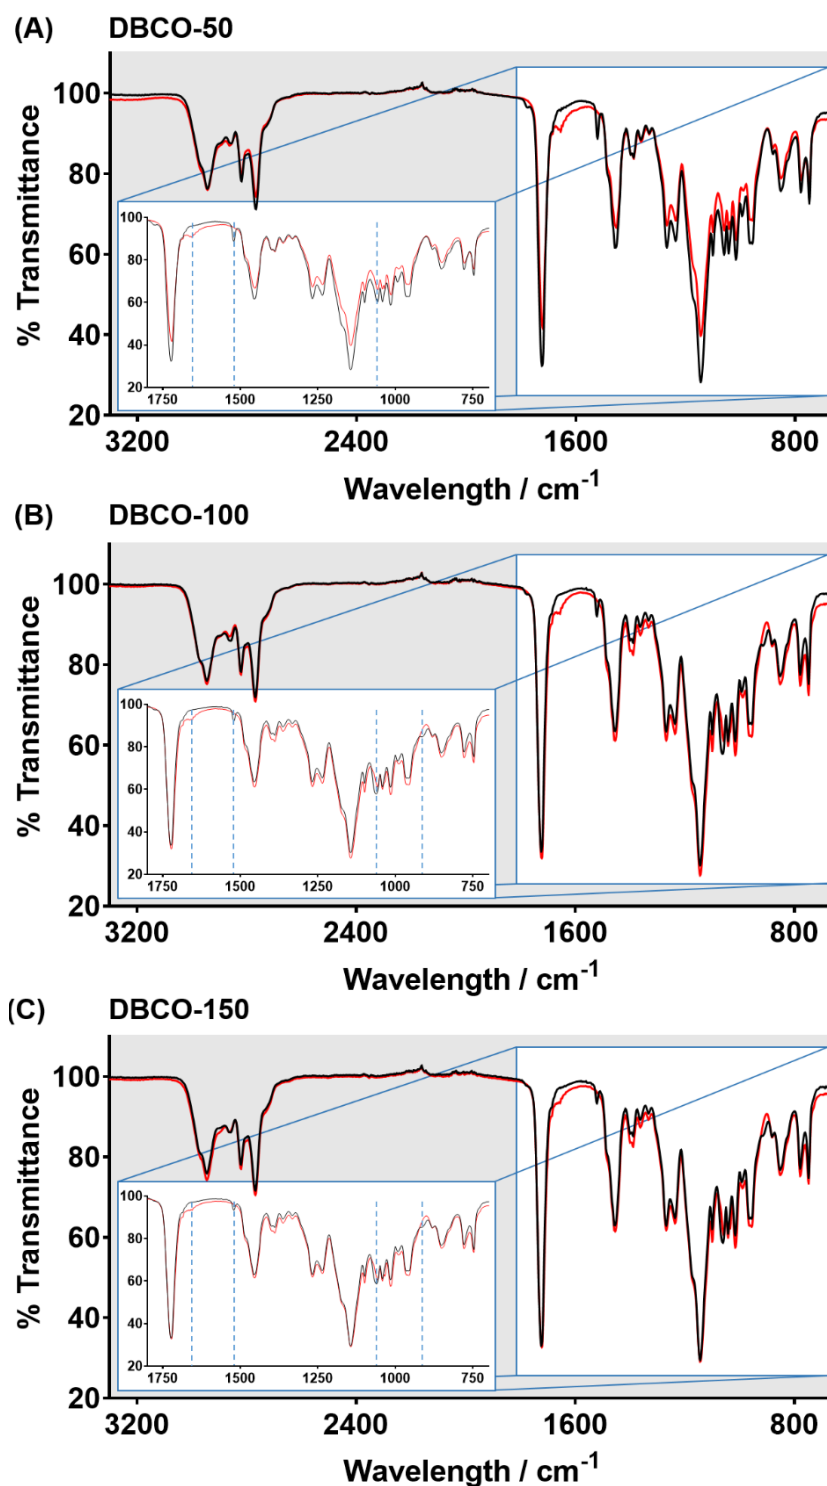 (A) DBCO-50
% Transmittance
100
80
60
40
20
100
80
60
40
20
1750 1500 1250 1000 750
3200 2400 1600 800
Wavelength / cm⁻¹
(B) DBCO-100
% Transmittance
100
80
60
40
20
100
80
60
40
20
1750 1500 1250 1000 750
3200 2400 1600 800
Wavelength / cm⁻¹
(C) DBCO-150
% Transmittance
100
80
60
40
20
100
80
60
40
20
1750 1500 1250 1000 750
3200 2400 1600 800
Wavelength / cm⁻¹